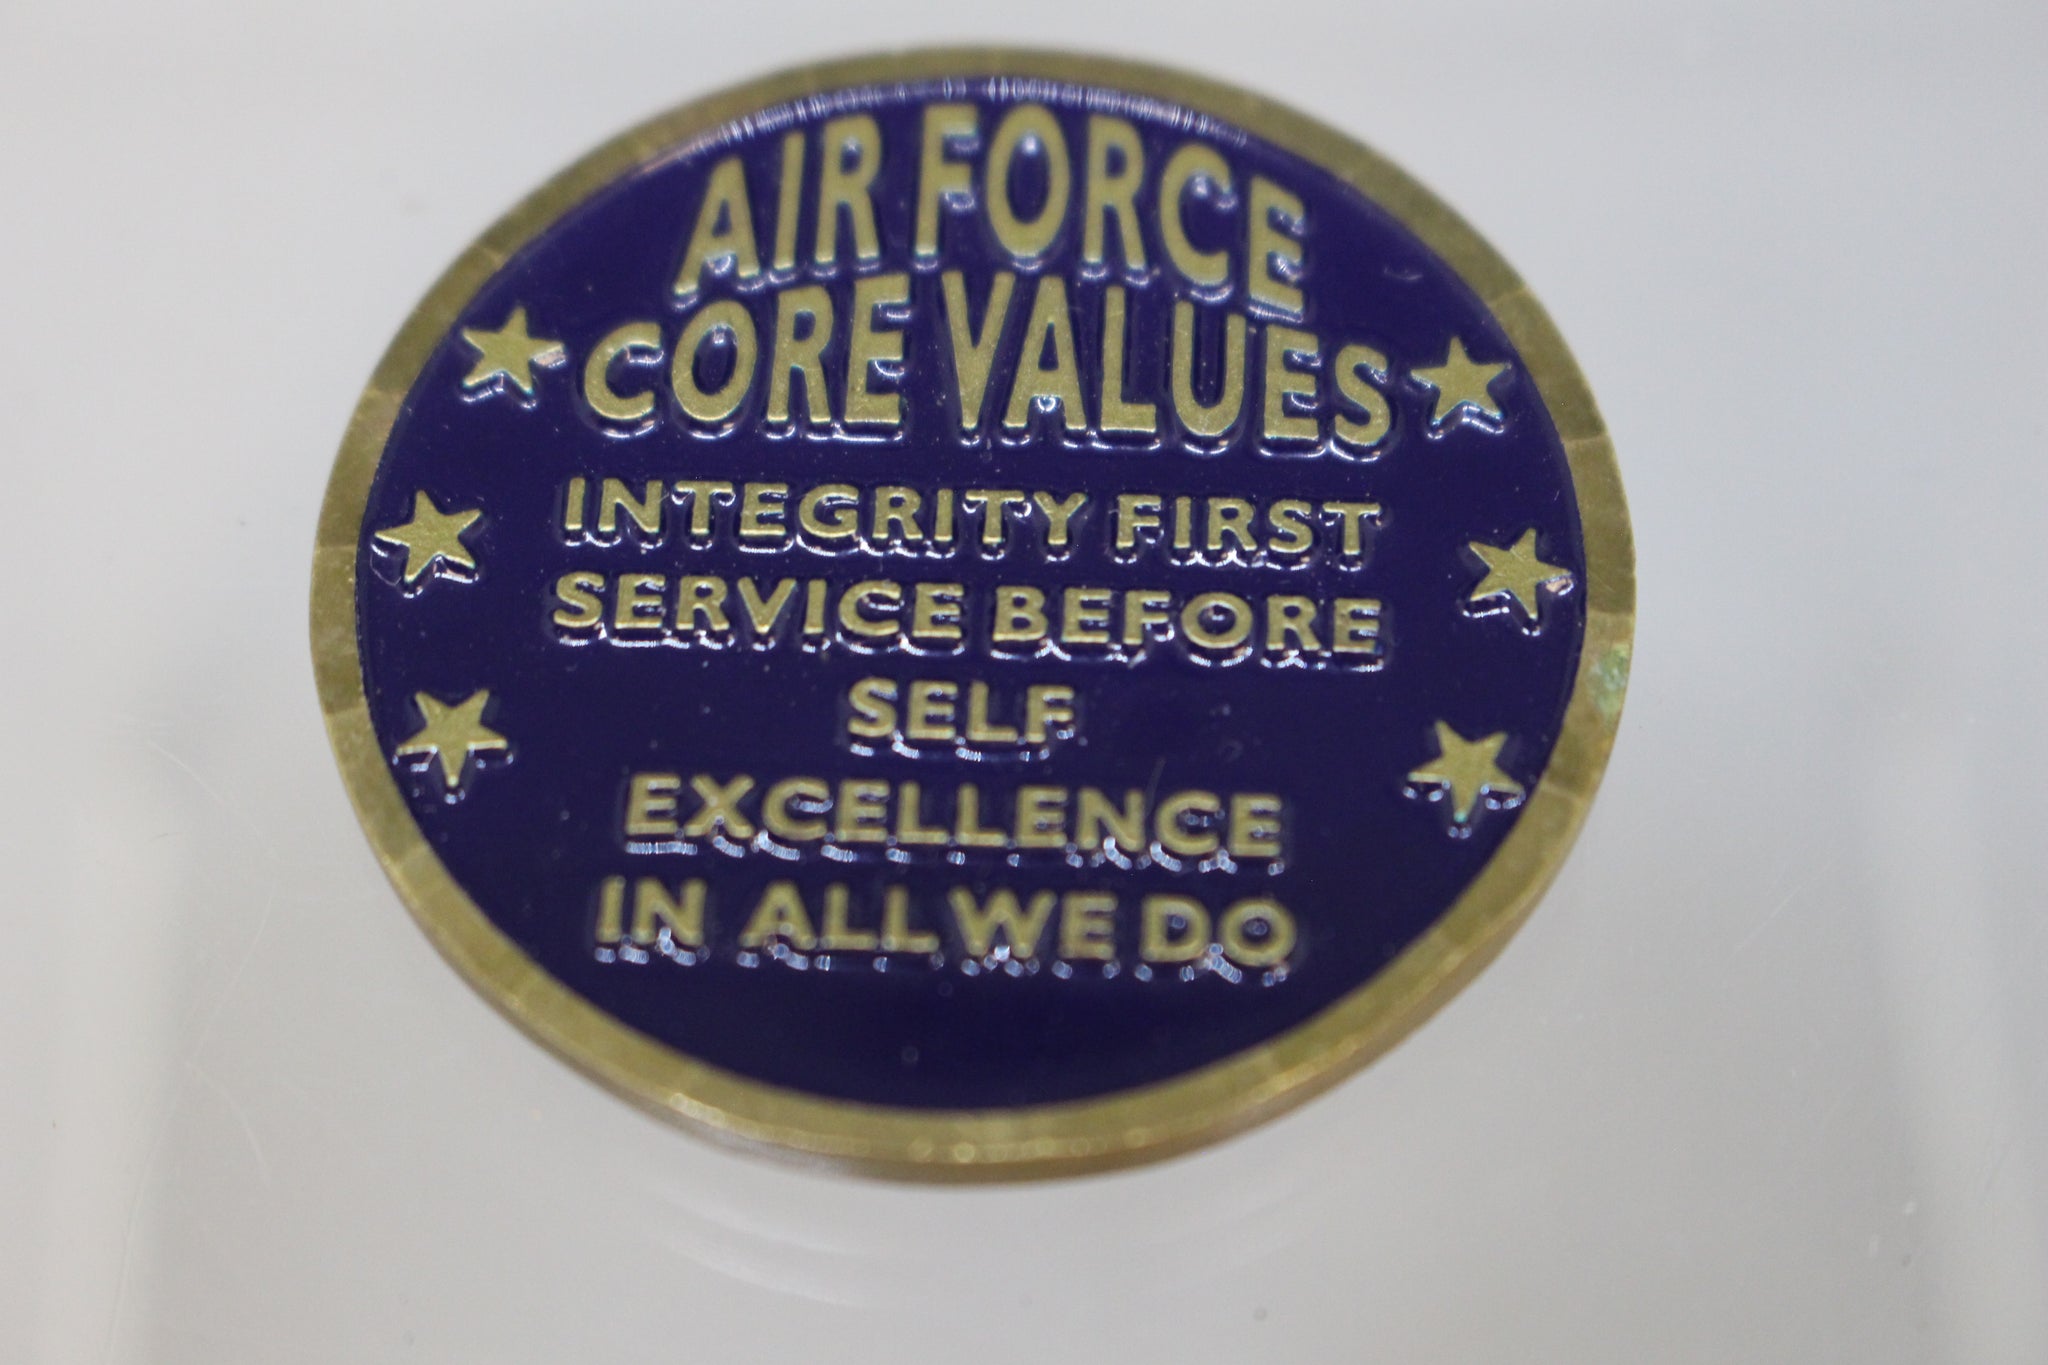 AIR FORCE
CORE VALUES
INTEGRITY FIRST
SERVICE BEFORE
SELF
EXCELLENCE
IN ALL WE DO